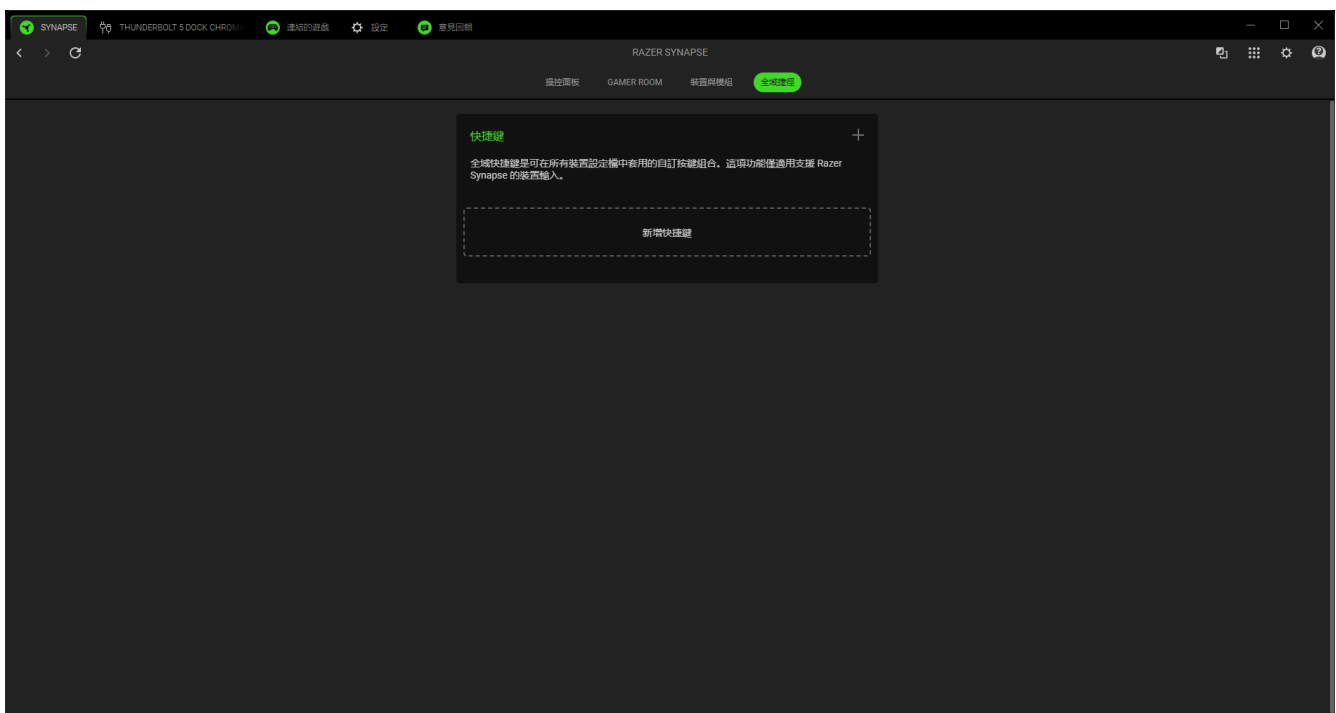 SYNAPSE
THUNDERBOLT 5 DOCK CHROMA
連結的遊戲
設定
意見回饋
RAZER SYNAPSE
操控面板
GAMER ROOM
裝置與模組
全域捷徑
快捷鍵
全域快捷鍵是可在所有裝置設定檔中套用的自訂按鍵組合。這項功能僅適用支援 Razer
Synapse 的裝置輸入。
新增快捷鍵